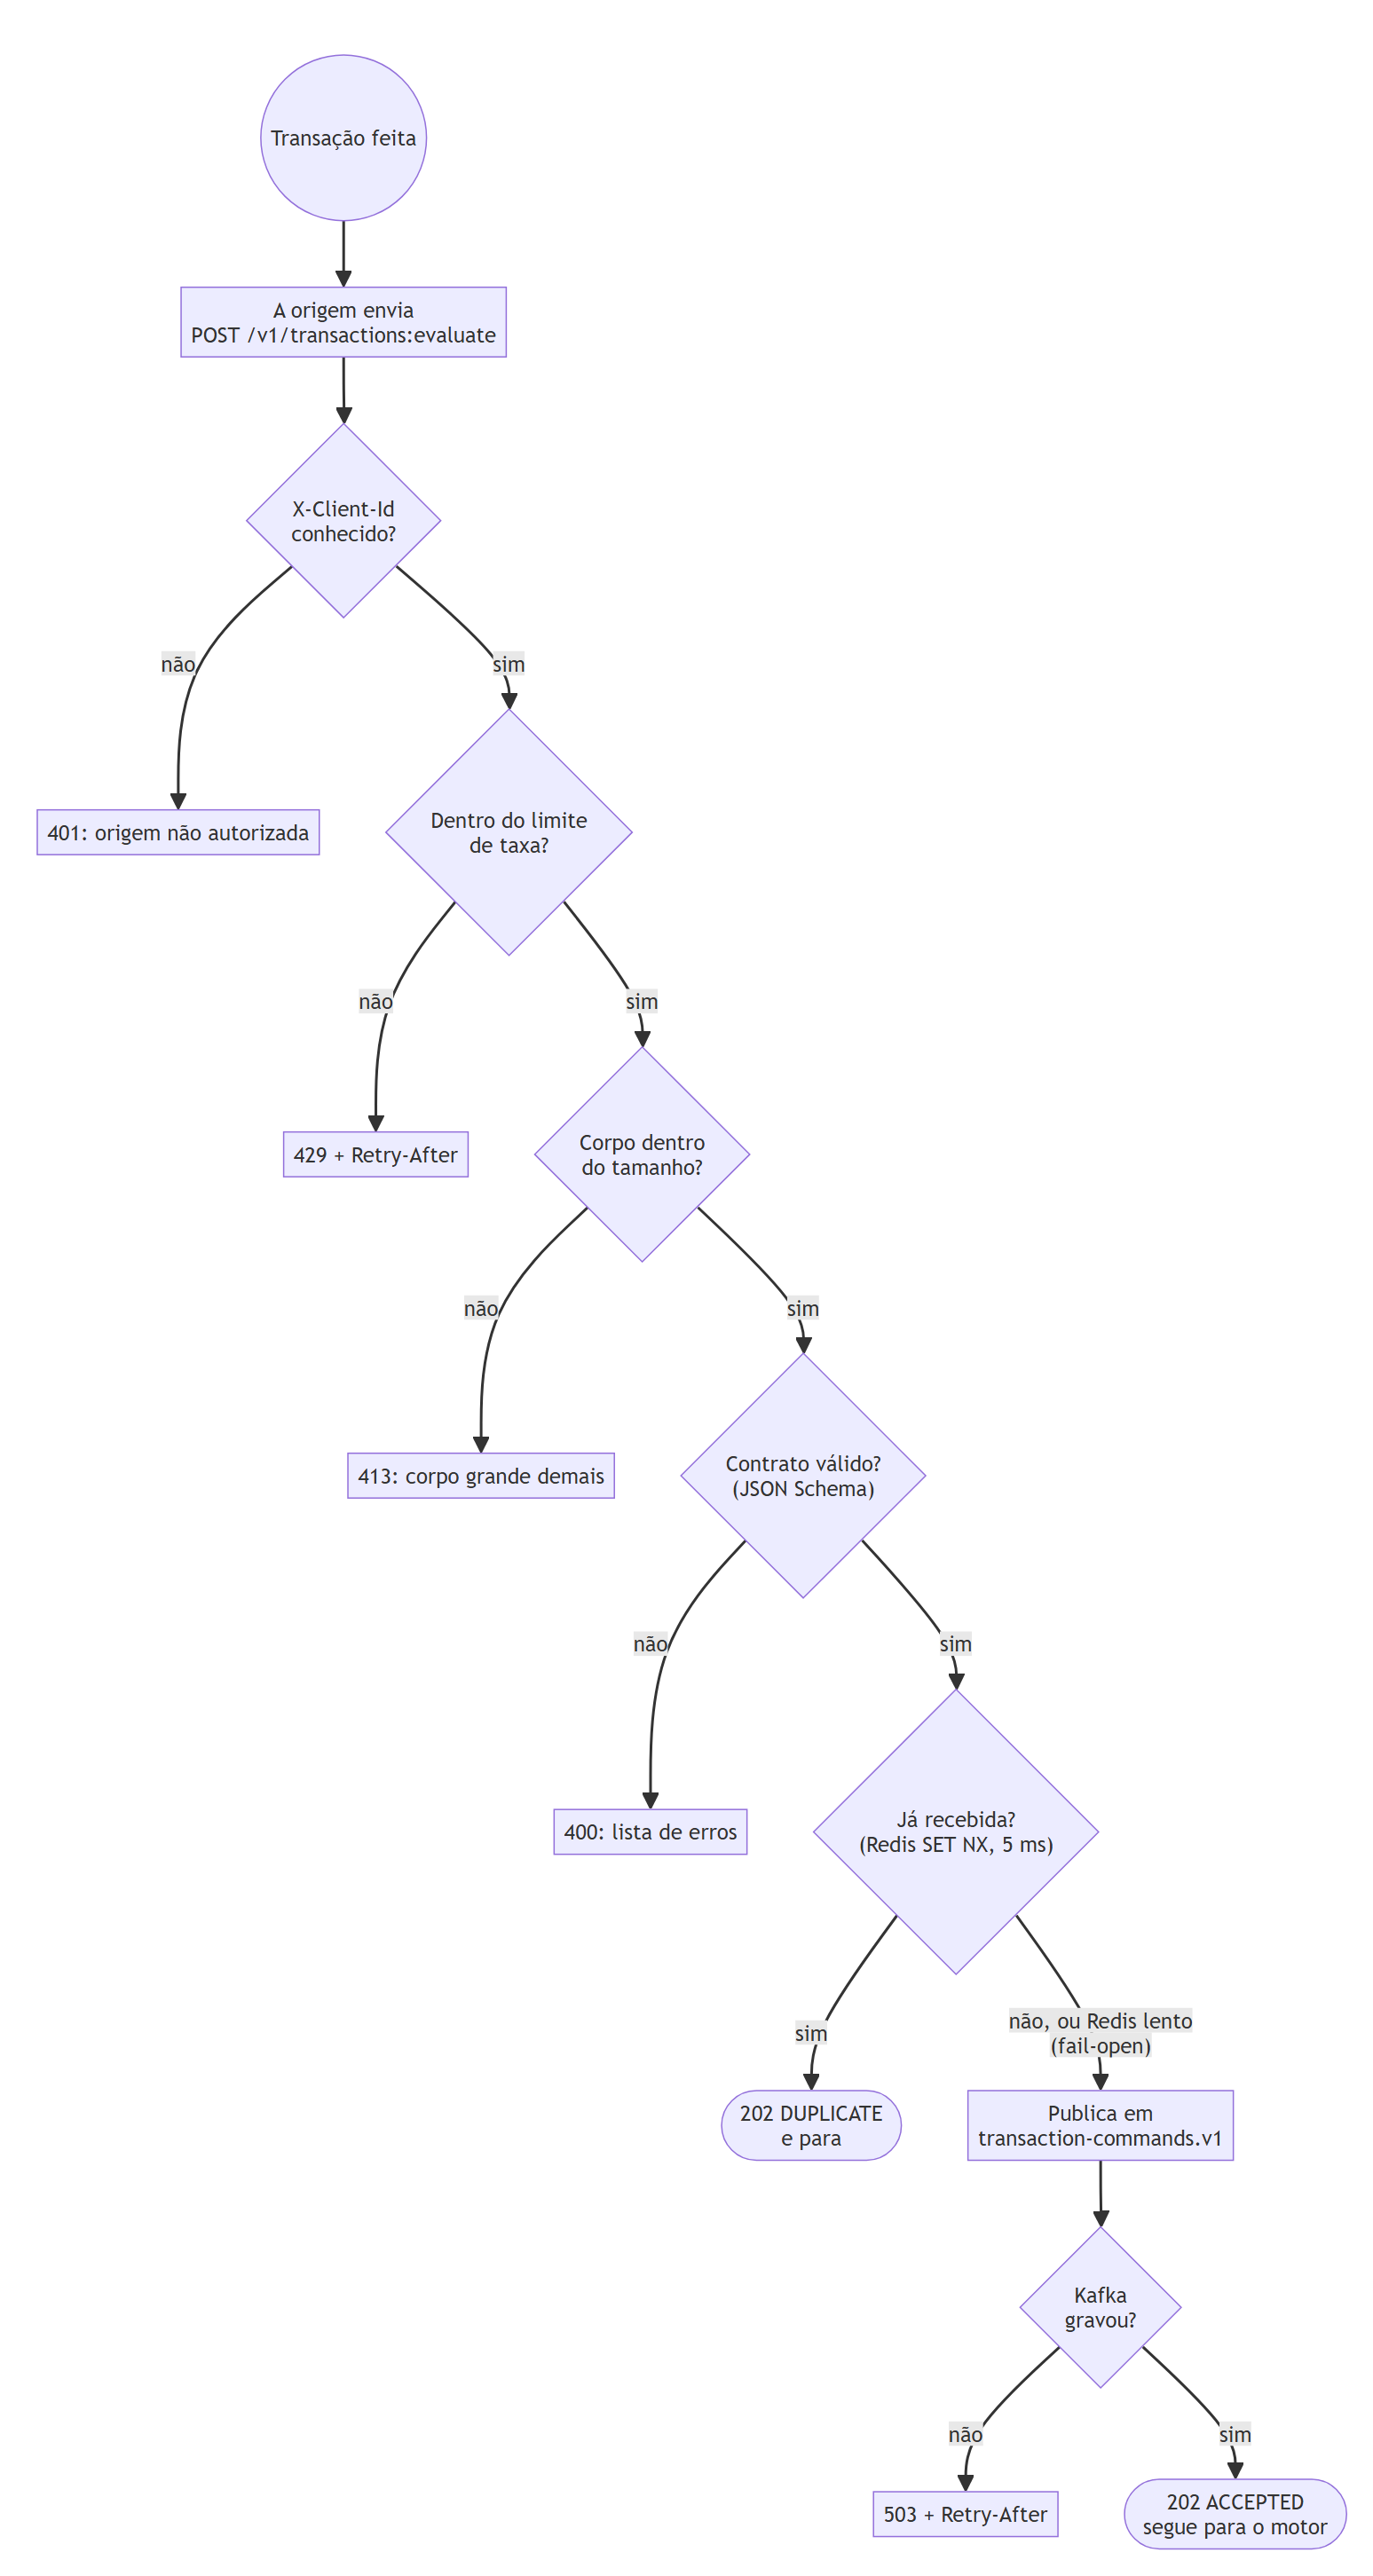 Transação feita
A origem envia
POST /v1/transactions:evaluate
X-Client-Id
conhecido?
não
sim
401: origem não autorizada
Dentro do limite
de taxa?
não
sim
429 + Retry-After
Corpo dentro
do tamanho?
não
sim
413: corpo grande demais
Contrato válido?
(JSON Schema)
não
sim
400: lista de erros
Já recebida?
(Redis SET NX, 5 ms)
sim
não, ou Redis lento
(fail-open)
202 DUPLICATE
e para
Publica em
transaction-commands.v1
Kafka
gravou?
não
sim
503 + Retry-After
202 ACCEPTED
segue para o motor